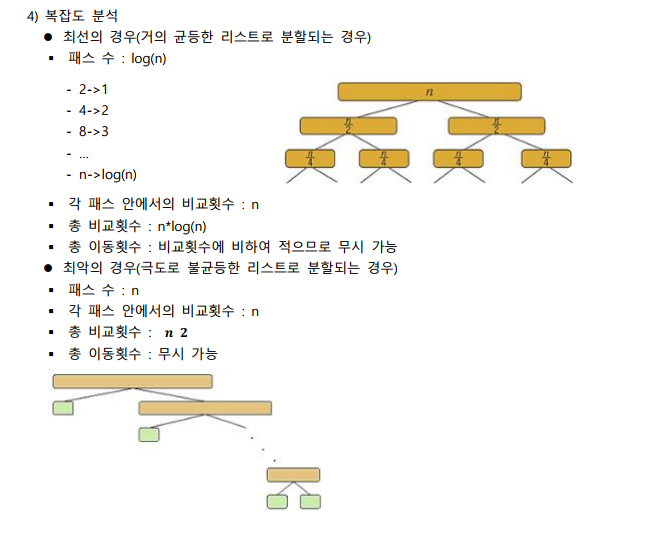 4) 복잡도 분석
● 최선의 경우(거의 균등한 리스트로 분할되는 경우)
▪ 패스 수 : log(n)
- 2->1
- 4->2
- 8->3
- ...
- n->log(n)
n
n/2 n/2
n/4 n/4 n/4 n/4
▪ 각 패스 안에서의 비교횟수 : n
▪ 총 비교횟수 : n*log(n)
▪ 총 이동횟수 : 비교횟수에 비하여 적으므로 무시 가능
● 최악의 경우(극도로 불균등한 리스트로 분할되는 경우)
▪ 패스 수 : n
▪ 각 패스 안에서의 비교횟수 : n
▪ 총 비교횟수 : n 2
▪ 총 이동횟수 : 무시 가능